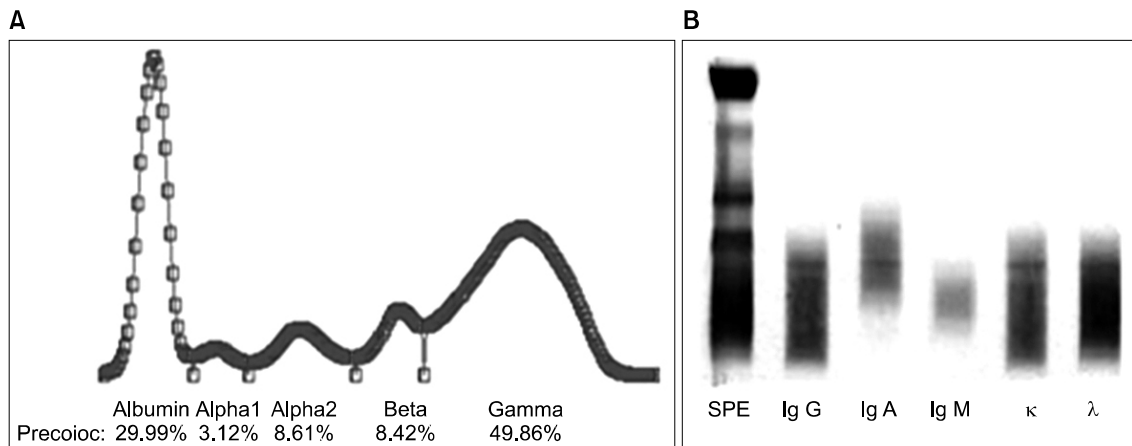 A
B
Albumin Alpha1 Alpha2 Beta Gamma
Precoioc: 29.99% 3.12% 8.61% 8.42% 49.86%
SPE Ig G Ig A Ig M κ λ